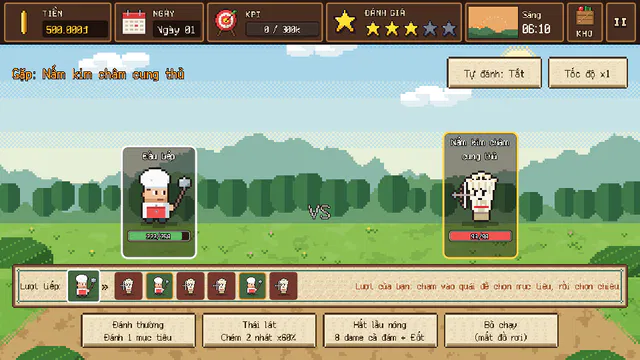 TIỀN
500.000đ
NGÀY
Ngày 01
KPI
0 / 300k
ĐÁNH GIÁ
Sáng
06:10
KHO
Gặp: Nấm kim châm cung thủ
Tự đánh: Tắt
Tốc độ x1
Đầu bếp
Nấm kim châm
cung thủ
VS
Lượt tiếp:
»
Lượt của bạn: chạm vào quái để chọn mục tiêu, rồi chọn chiêu
Đánh thường
Đánh 1 mục tiêu
Thái lát
Chém 2 nhát x60%
Hất lẩu nóng
8 dame cả đám + Đốt
Bỏ chạy
(mất đồ rơi)